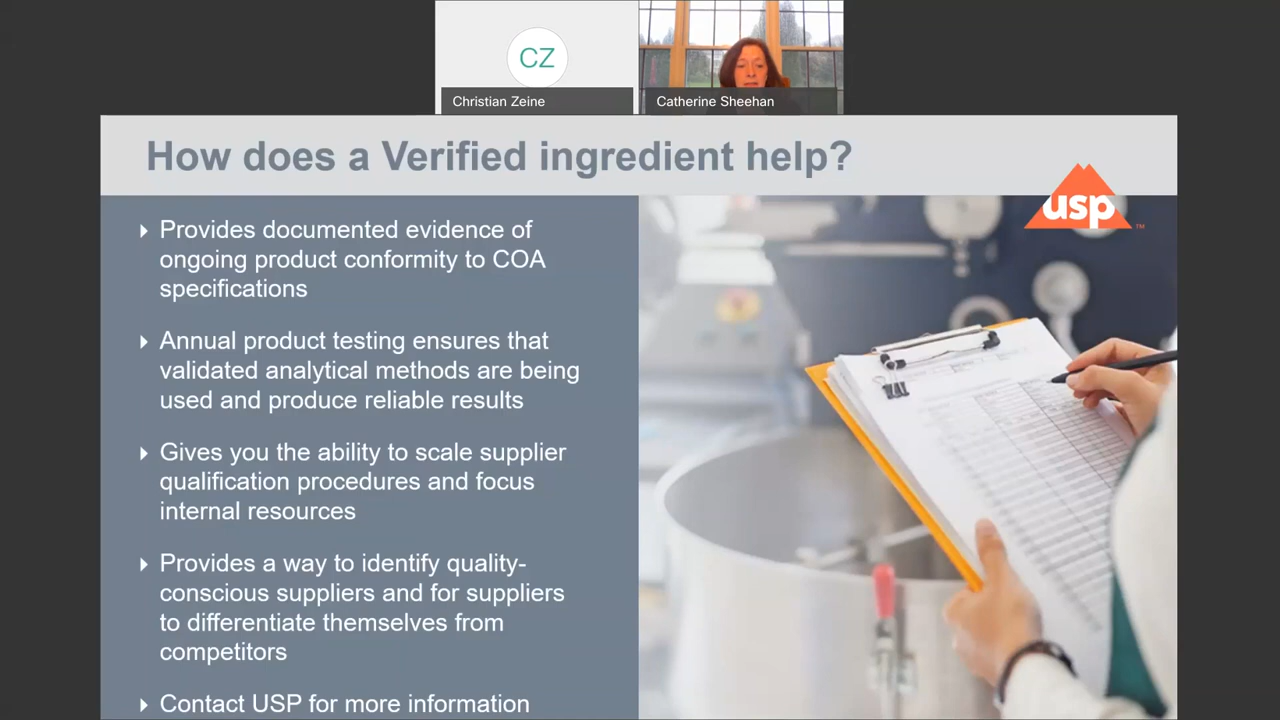 CZ
Christian Zeine
Catherine Sheehan
How does a Verified ingredient help?
usp
TM
Provides documented evidence of
ongoing product conformity to COA
specifications
Annual product testing ensures that
validated analytical methods are being
used and produce reliable results
Gives you the ability to scale supplier
qualification procedures and focus
internal resources
Provides a way to identify quality-
conscious suppliers and for suppliers
to differentiate themselves from
competitors
Contact USP for more information